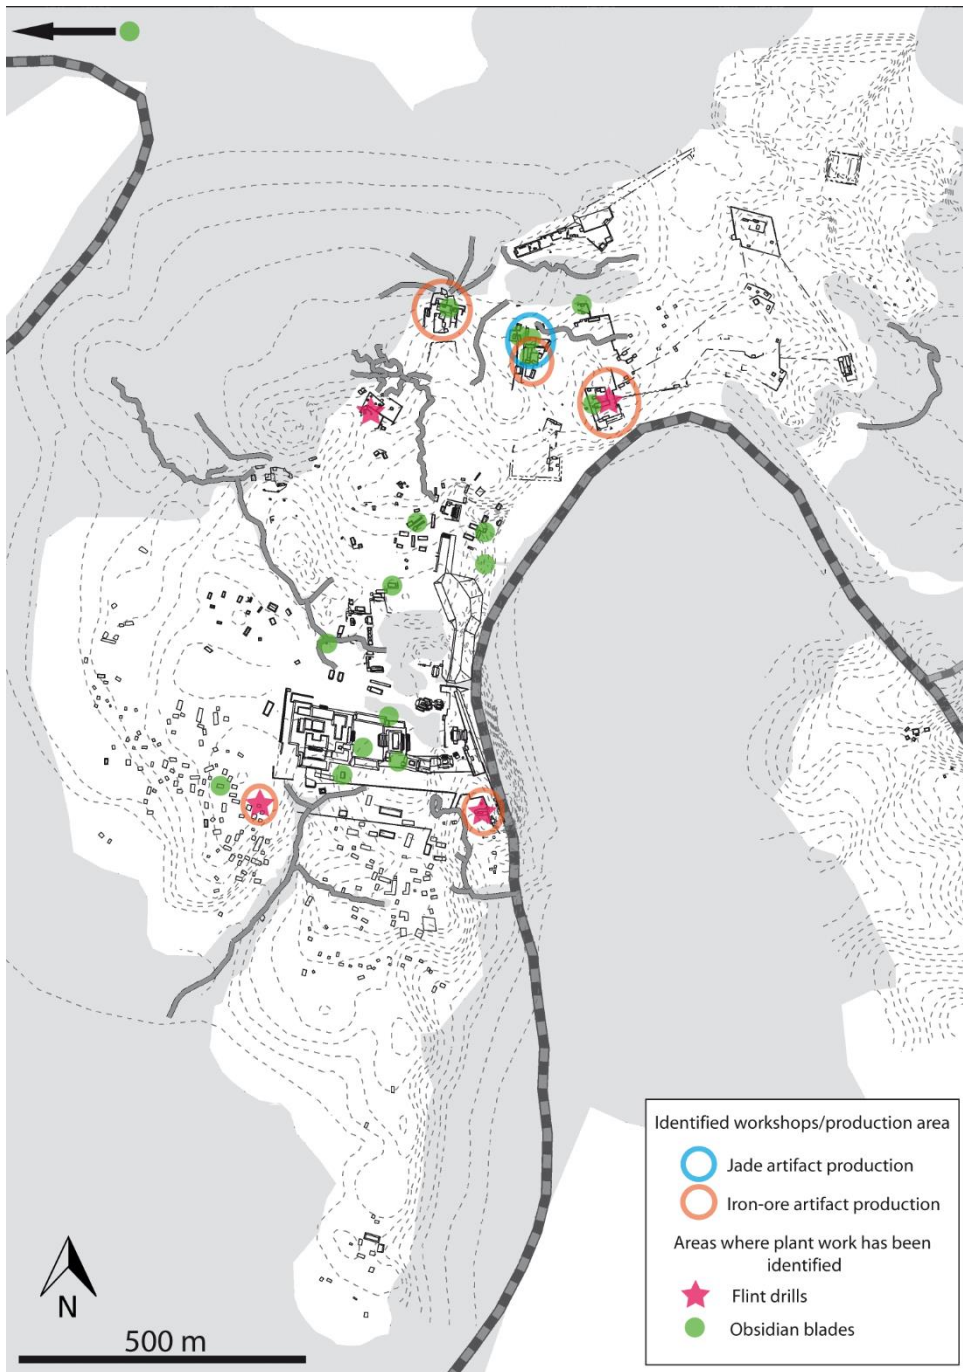 Identified workshops/production area
Jade artifact production
Iron-ore artifact production
Areas where plant work has been
identified
Flint drills
Obsidian blades
N
500 m